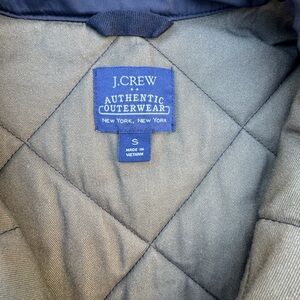 J.CREW
AUTHENTIC
OUTERWEAR
NEW YORK, NEW YORK
S
MADE IN
VIETNAM